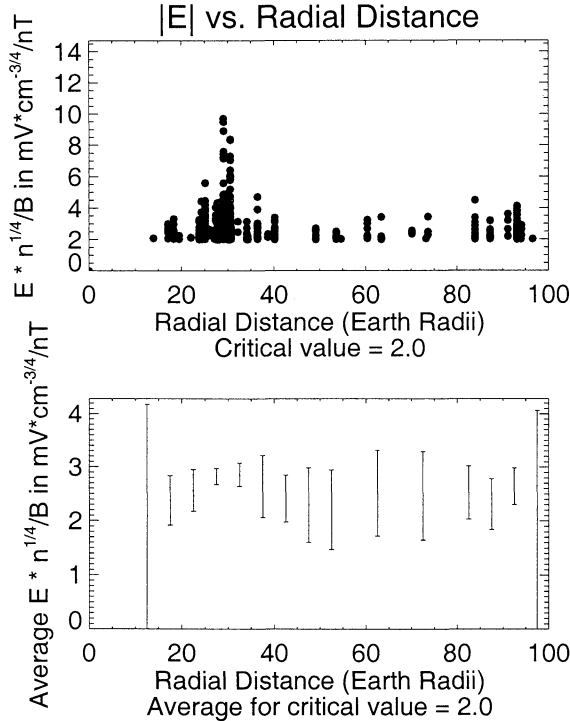 |E| vs. Radial Distance
E * n1/4/B in mV*cm-3/4/nT
14
12
10
8
6
4
2
0
0 20 40 60 80 100
Radial Distance (Earth Radii)
Critical value = 2.0
Average E * n1/4/B in mV*cm-3/4/nT
4
3
2
1
0
0 20 40 60 80 100
Radial Distance (Earth Radii)
Average for critical value = 2.0